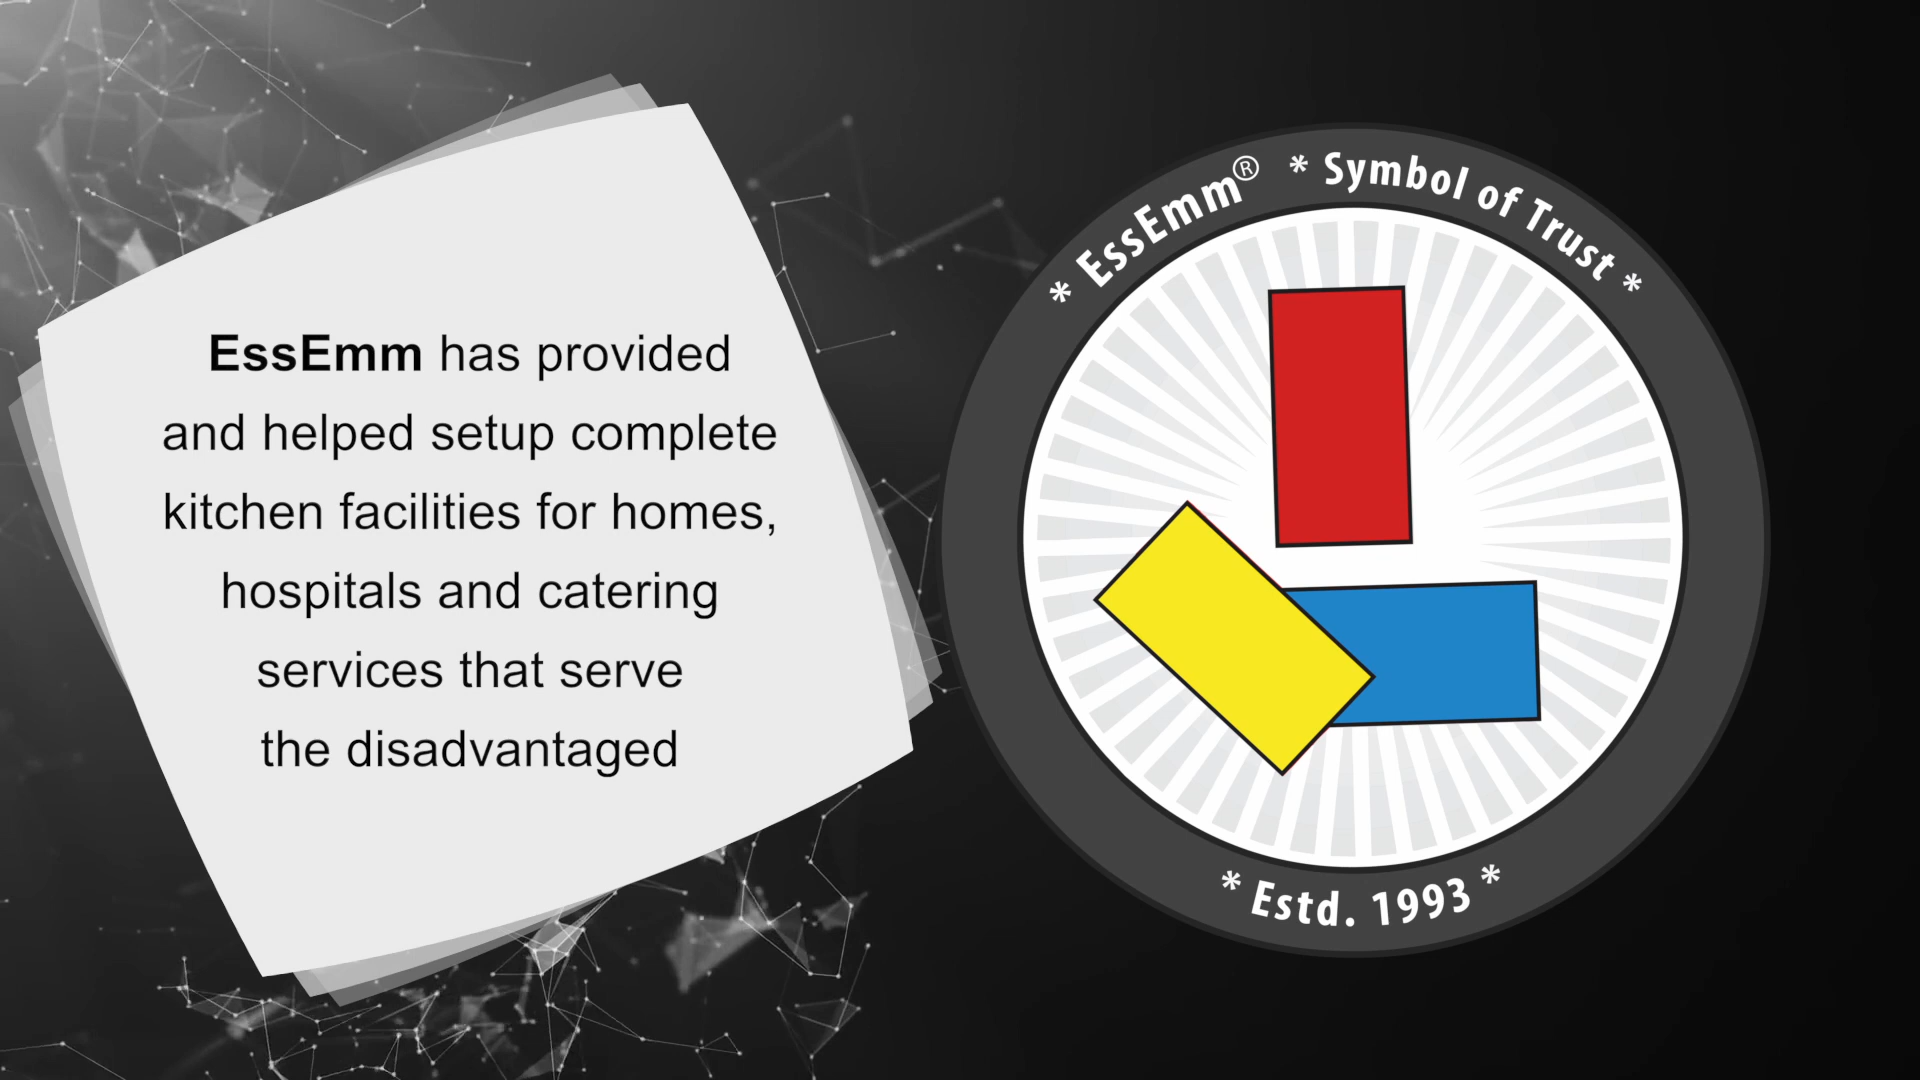 EssEmm has provided
and helped setup complete
kitchen facilities for homes,
hospitals and catering
services that serve
the disadvantaged
* EssEmm® * Symbol of Trust *
* Estd. 1993 *